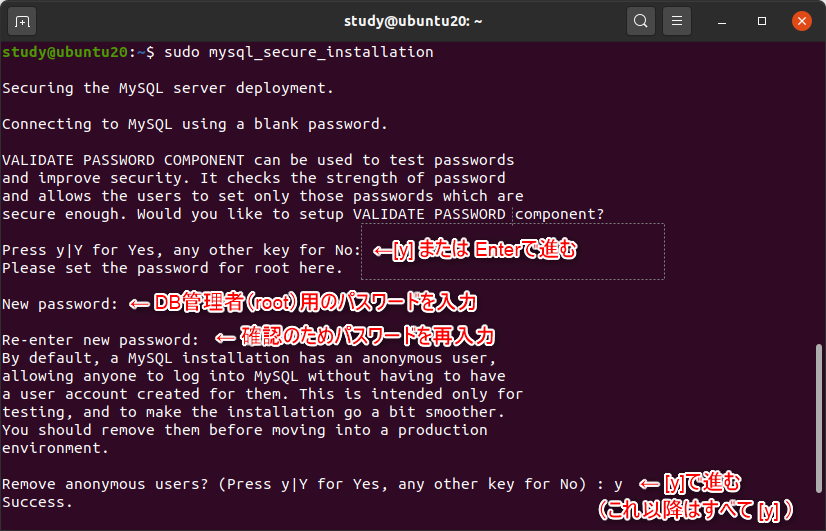 study@ubuntu20: ~
study@ubuntu20:~$ sudo mysql_secure_installation
Securing the MySQL server deployment.
Connecting to MySQL using a blank password.
VALIDATE PASSWORD COMPONENT can be used to test passwords
and improve security. It checks the strength of password
and allows the users to set only those passwords which are
secure enough. Would you like to setup VALIDATE PASSWORD component?
Press y|Y for Yes, any other key for No: ←[y] または Enterで進む
Please set the password for root here.
New password: ← DB管理者（root）用のパスワードを入力
Re-enter new password: ← 確認のためパスワードを再入力
By default, a MySQL installation has an anonymous user,
allowing anyone to log into MySQL without having to have
a user account created for them. This is intended only for
testing, and to make the installation go a bit smoother.
You should remove them before moving into a production
environment.
Remove anonymous users? (Press y|Y for Yes, any other key for No) : y ← [y]で進む
Success. （これ以降はすべて [y] ）